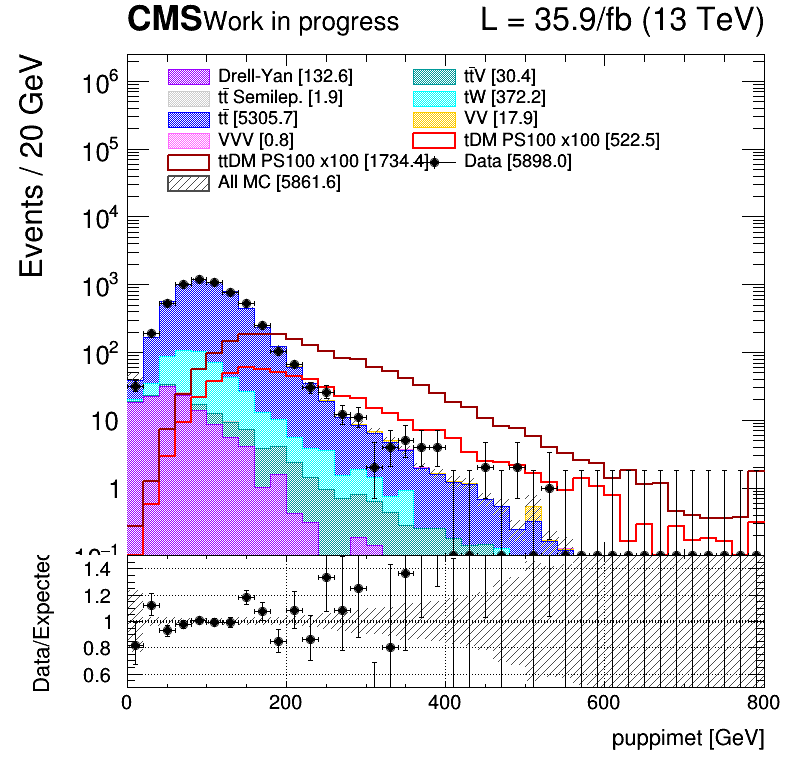 CMS Work in progress L = 35.9/fb (13 TeV)
Events / 20 GeV
10⁶
10⁵
10⁴
10³
10²
10
1
10⁻¹
Drell-Yan [132.6]
tt̄V [30.4]
tt̄ Semilep. [1.9]
tW [372.2]
tt̄ [5305.7]
VV [17.9]
VVV [0.8]
tDM PS100 x100 [522.5]
ttDM PS100 x100 [1734.4]
Data [5898.0]
All MC [5861.6]
Data/Expected
1.4
1.2
1
0.8
0.6
0 200 400 600 800
puppimet [GeV]